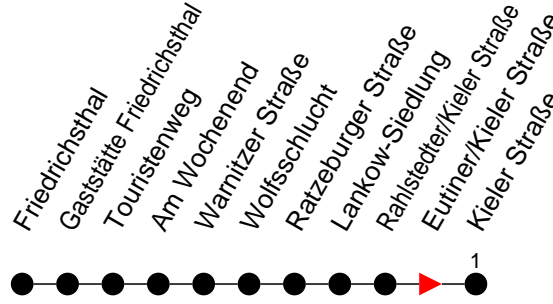 Friedrichsthal
Gaststätte Friedrichsthal
Touristenweg
Am Wochenend
Warnitzer Straße
Wolfsschlucht
Ratzeburger Straße
Lankow-Siedlung
Rahlstedter/Kieler Straße
Eutiner/Kieler Straße
Kieler Straße
1